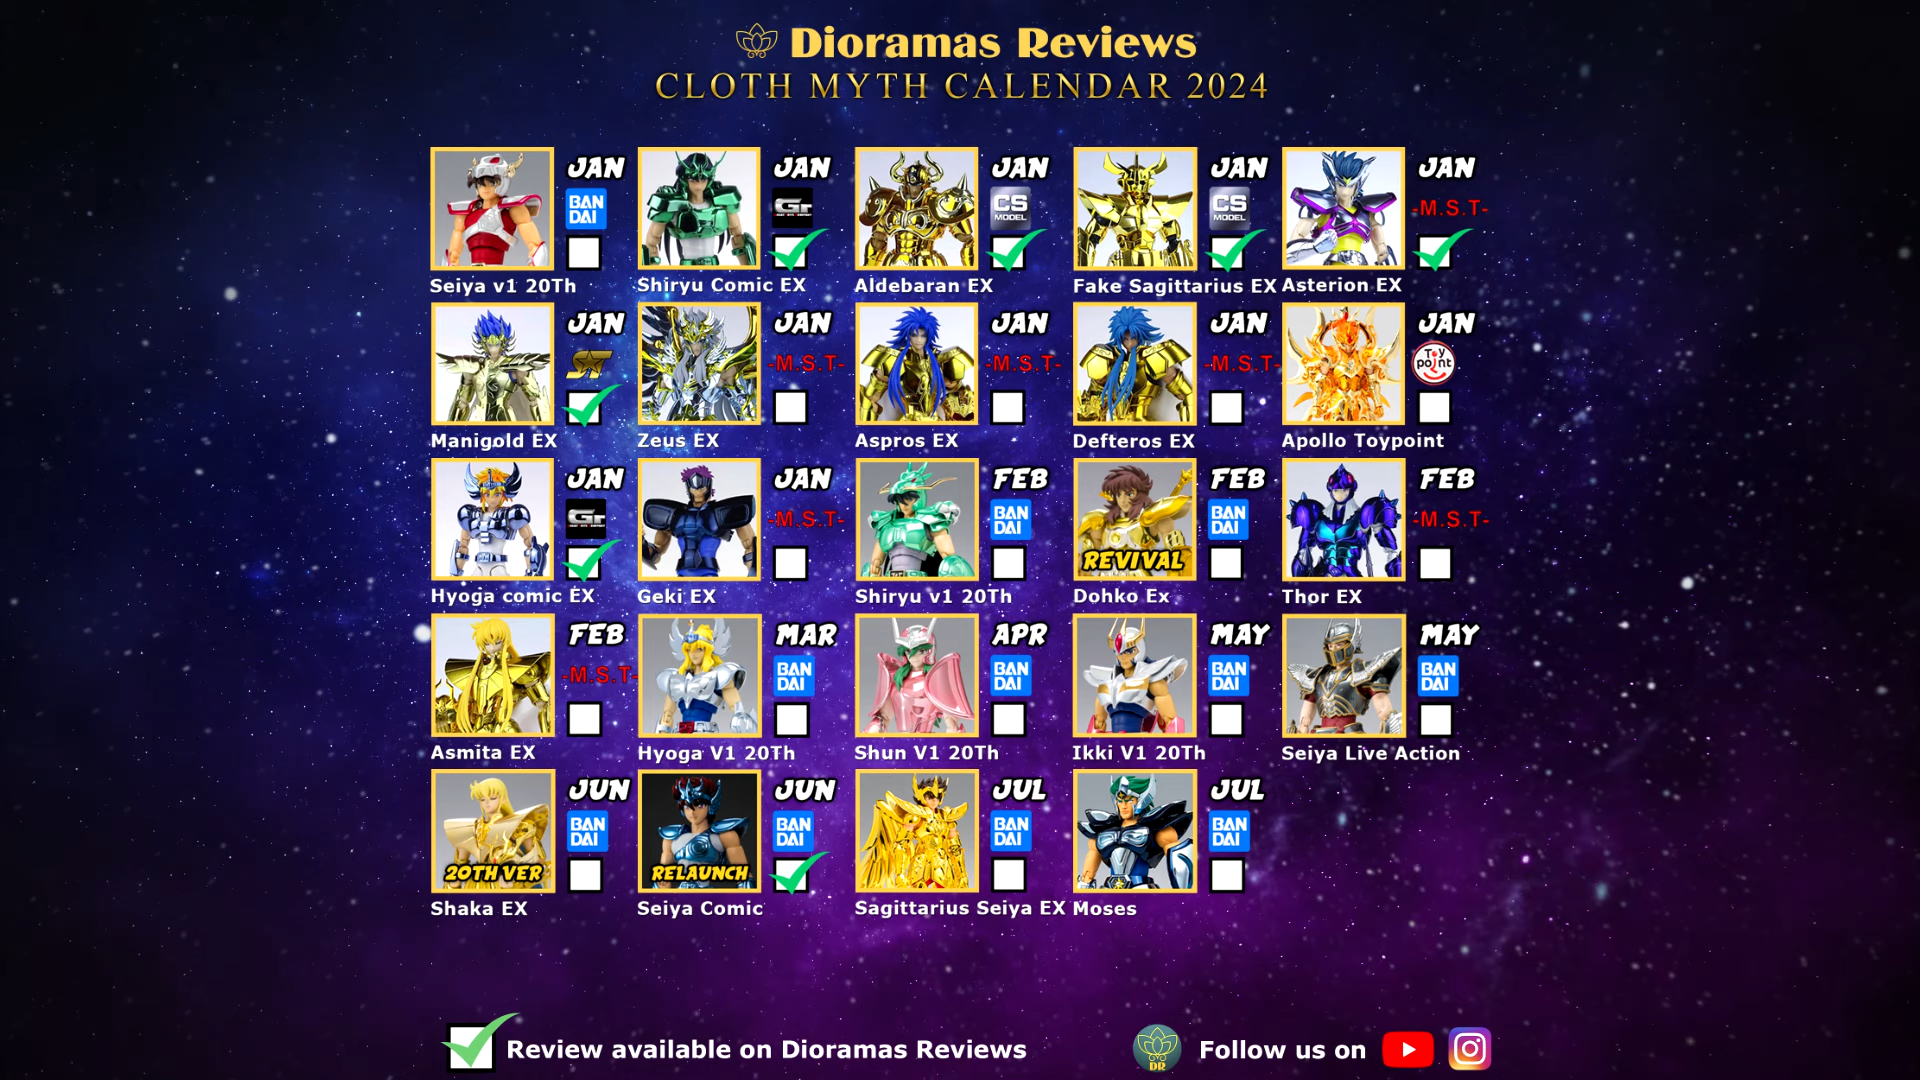 Dioramas Reviews
CLOTH MYTH CALENDAR 2024
JAN
BAN
DAI
Seiya v1 20Th
JAN
Gr
Shiryu Comic EX
JAN
CS
MODEL
Aldebaran EX
JAN
CS
MODEL
Fake Sagittarius EX
JAN
-M.S.T-
Asterion EX
JAN
ST
Manigold EX
JAN
-M.S.T-
Zeus EX
JAN
-M.S.T-
Aspros EX
JAN
-M.S.T-
Defteros EX
JAN
Toy
point
Apollo Toypoint
JAN
Gr
Hyoga comic EX
JAN
-M.S.T-
Geki EX
FEB
BAN
DAI
Shiryu v1 20Th
FEB
BAN
DAI
REVIVAL
Dohko Ex
FEB
-M.S.T-
Thor EX
FEB
-M.S.T-
Asmita EX
MAR
BAN
DAI
Hyoga V1 20Th
APR
BAN
DAI
Shun V1 20Th
MAY
BAN
DAI
Ikki V1 20Th
MAY
BAN
DAI
Seiya Live Action
JUN
BAN
DAI
20TH VER
Shaka EX
JUN
BAN
DAI
RELAUNCH
Seiya Comic
JUL
BAN
DAI
Sagittarius Seiya EX
JUL
BAN
DAI
Moses
Review available on Dioramas Reviews
DR
Follow us on